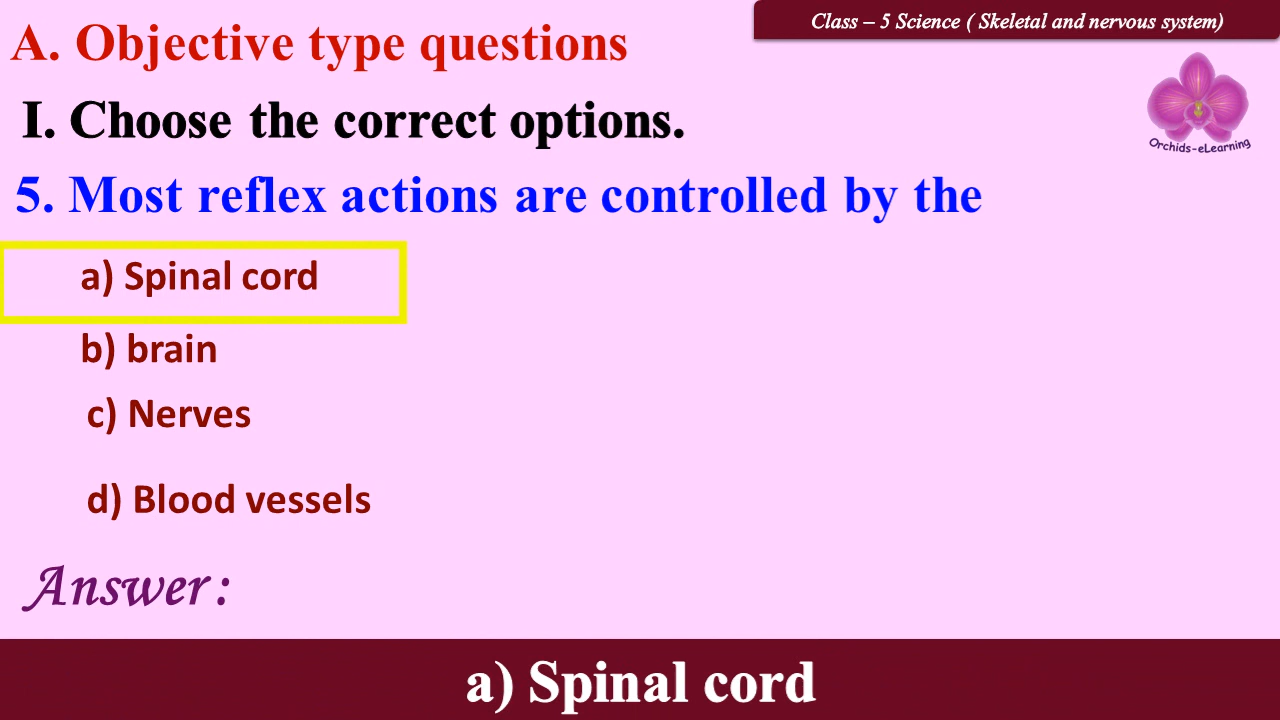 Class – 5 Science ( Skeletal and nervous system)
A. Objective type questions
I. Choose the correct options.
Orchids-eLearning
5. Most reflex actions are controlled by the
a) Spinal cord
b) brain
c) Nerves
d) Blood vessels
Answer :
a) Spinal cord